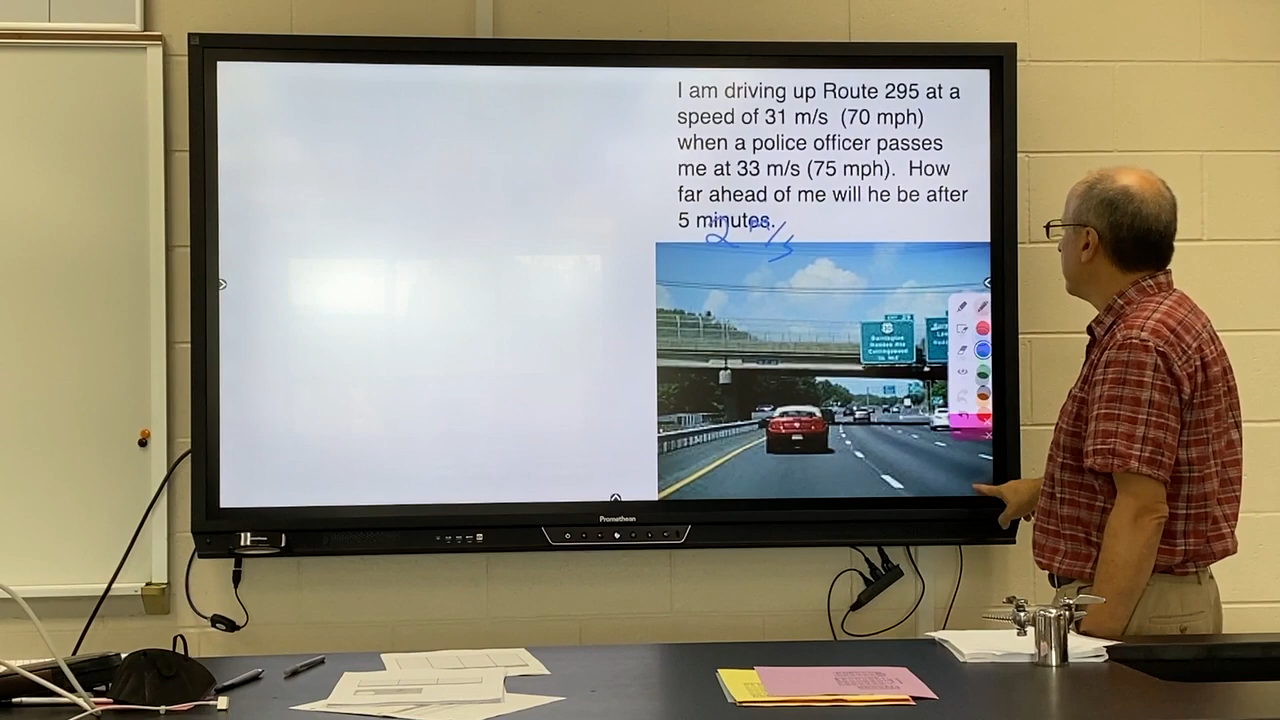 I am driving up Route 295 at a
speed of 31 m/s (70 mph)
when a police officer passes
me at 33 m/s (75 mph). How
far ahead of me will he be after
5 minutes.
2 m/s
Promethean